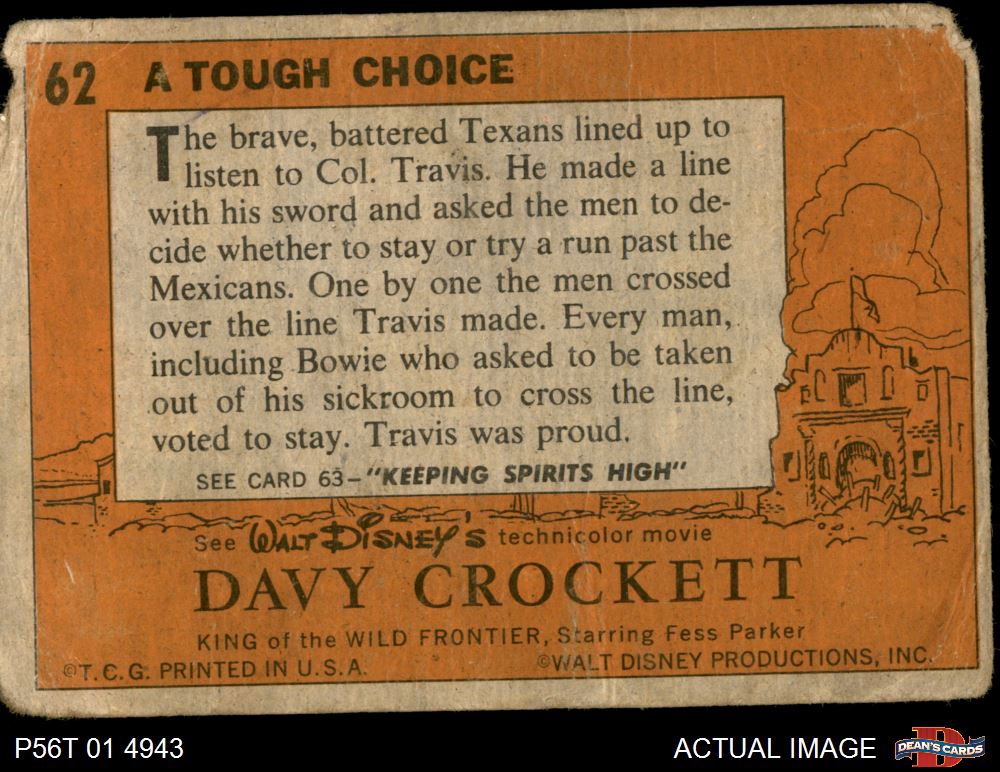 62 A TOUGH CHOICE
The brave, battered Texans lined up to
listen to Col. Travis. He made a line
with his sword and asked the men to de-
cide whether to stay or try a run past the
Mexicans. One by one the men crossed
over the line Travis made. Every man,
including Bowie who asked to be taken
out of his sickroom to cross the line,
voted to stay. Travis was proud.
SEE CARD 63-"KEEPING SPIRITS HIGH"
See WALT DISNEY'S technicolor movie
DAVY CROCKETT
KING of the WILD FRONTIER, Starring Fess Parker
©T.C.G. PRINTED IN U.S.A. ©WALT DISNEY PRODUCTIONS, INC.
P56T 01 4943 ACTUAL IMAGE D DEAN'S CARDS